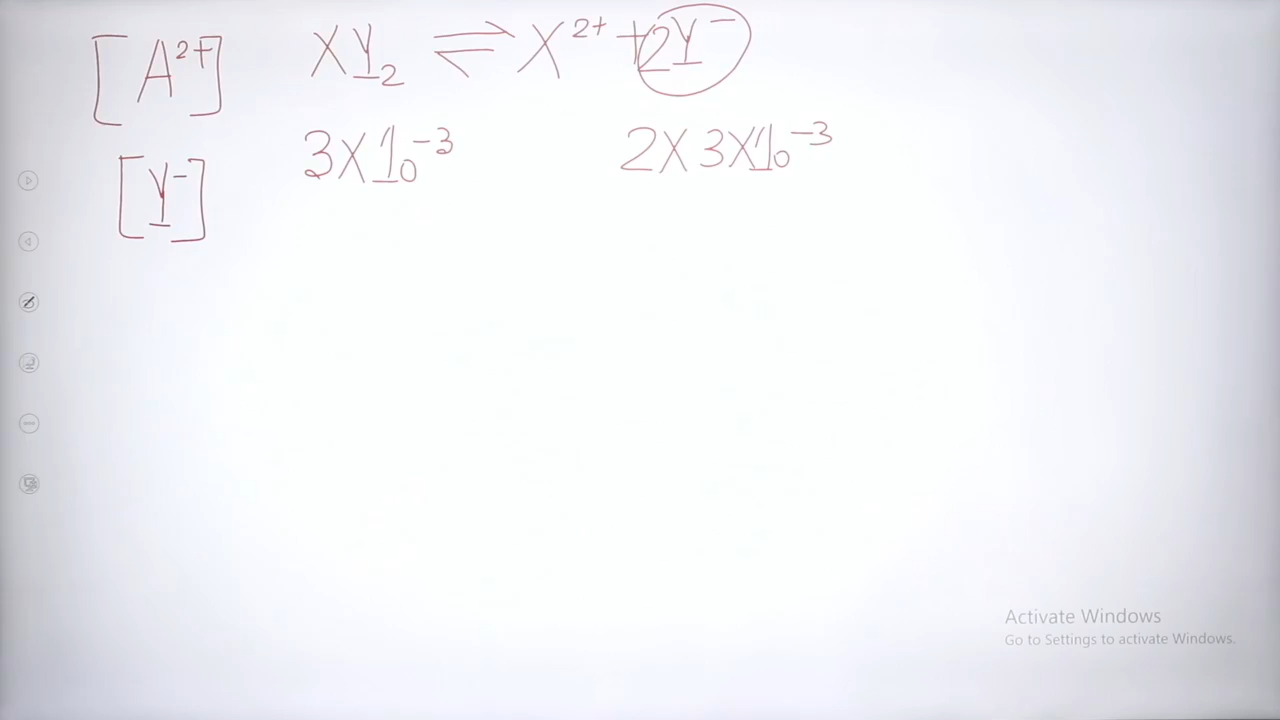 [A²⁺] XY₂ ⇌ X²⁺ + 2Y⁻
[Y⁻] 3X10⁻³ 2X3X10⁻³
Activate Windows
Go to Settings to activate Windows.